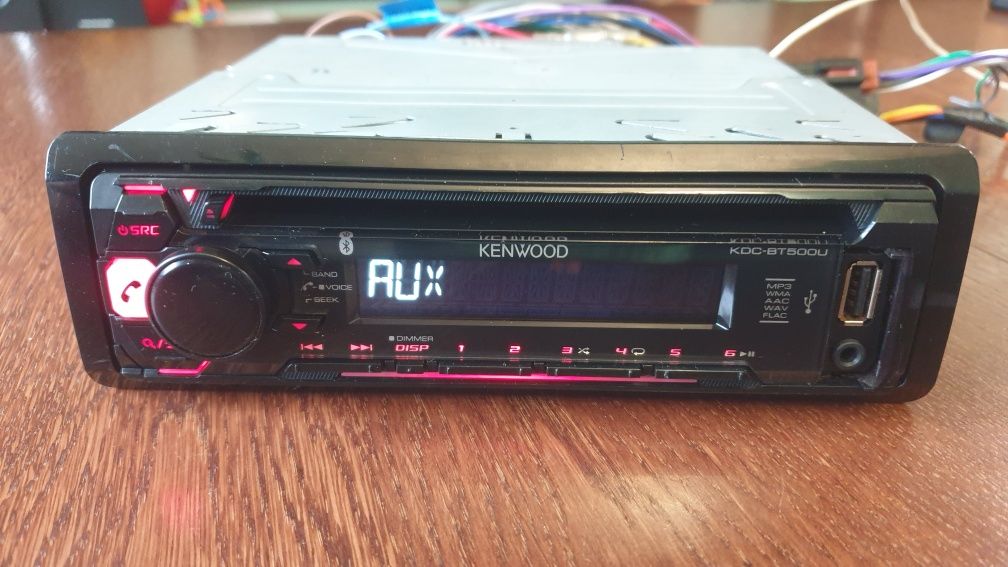 SRC
KENWOOD
KDC-BT500U
BAND
VOICE
SEEK
AUX
MP3
WMA
AAC
WAV
FLAC
DIMMER
DISP 1 2 3 4 5 6